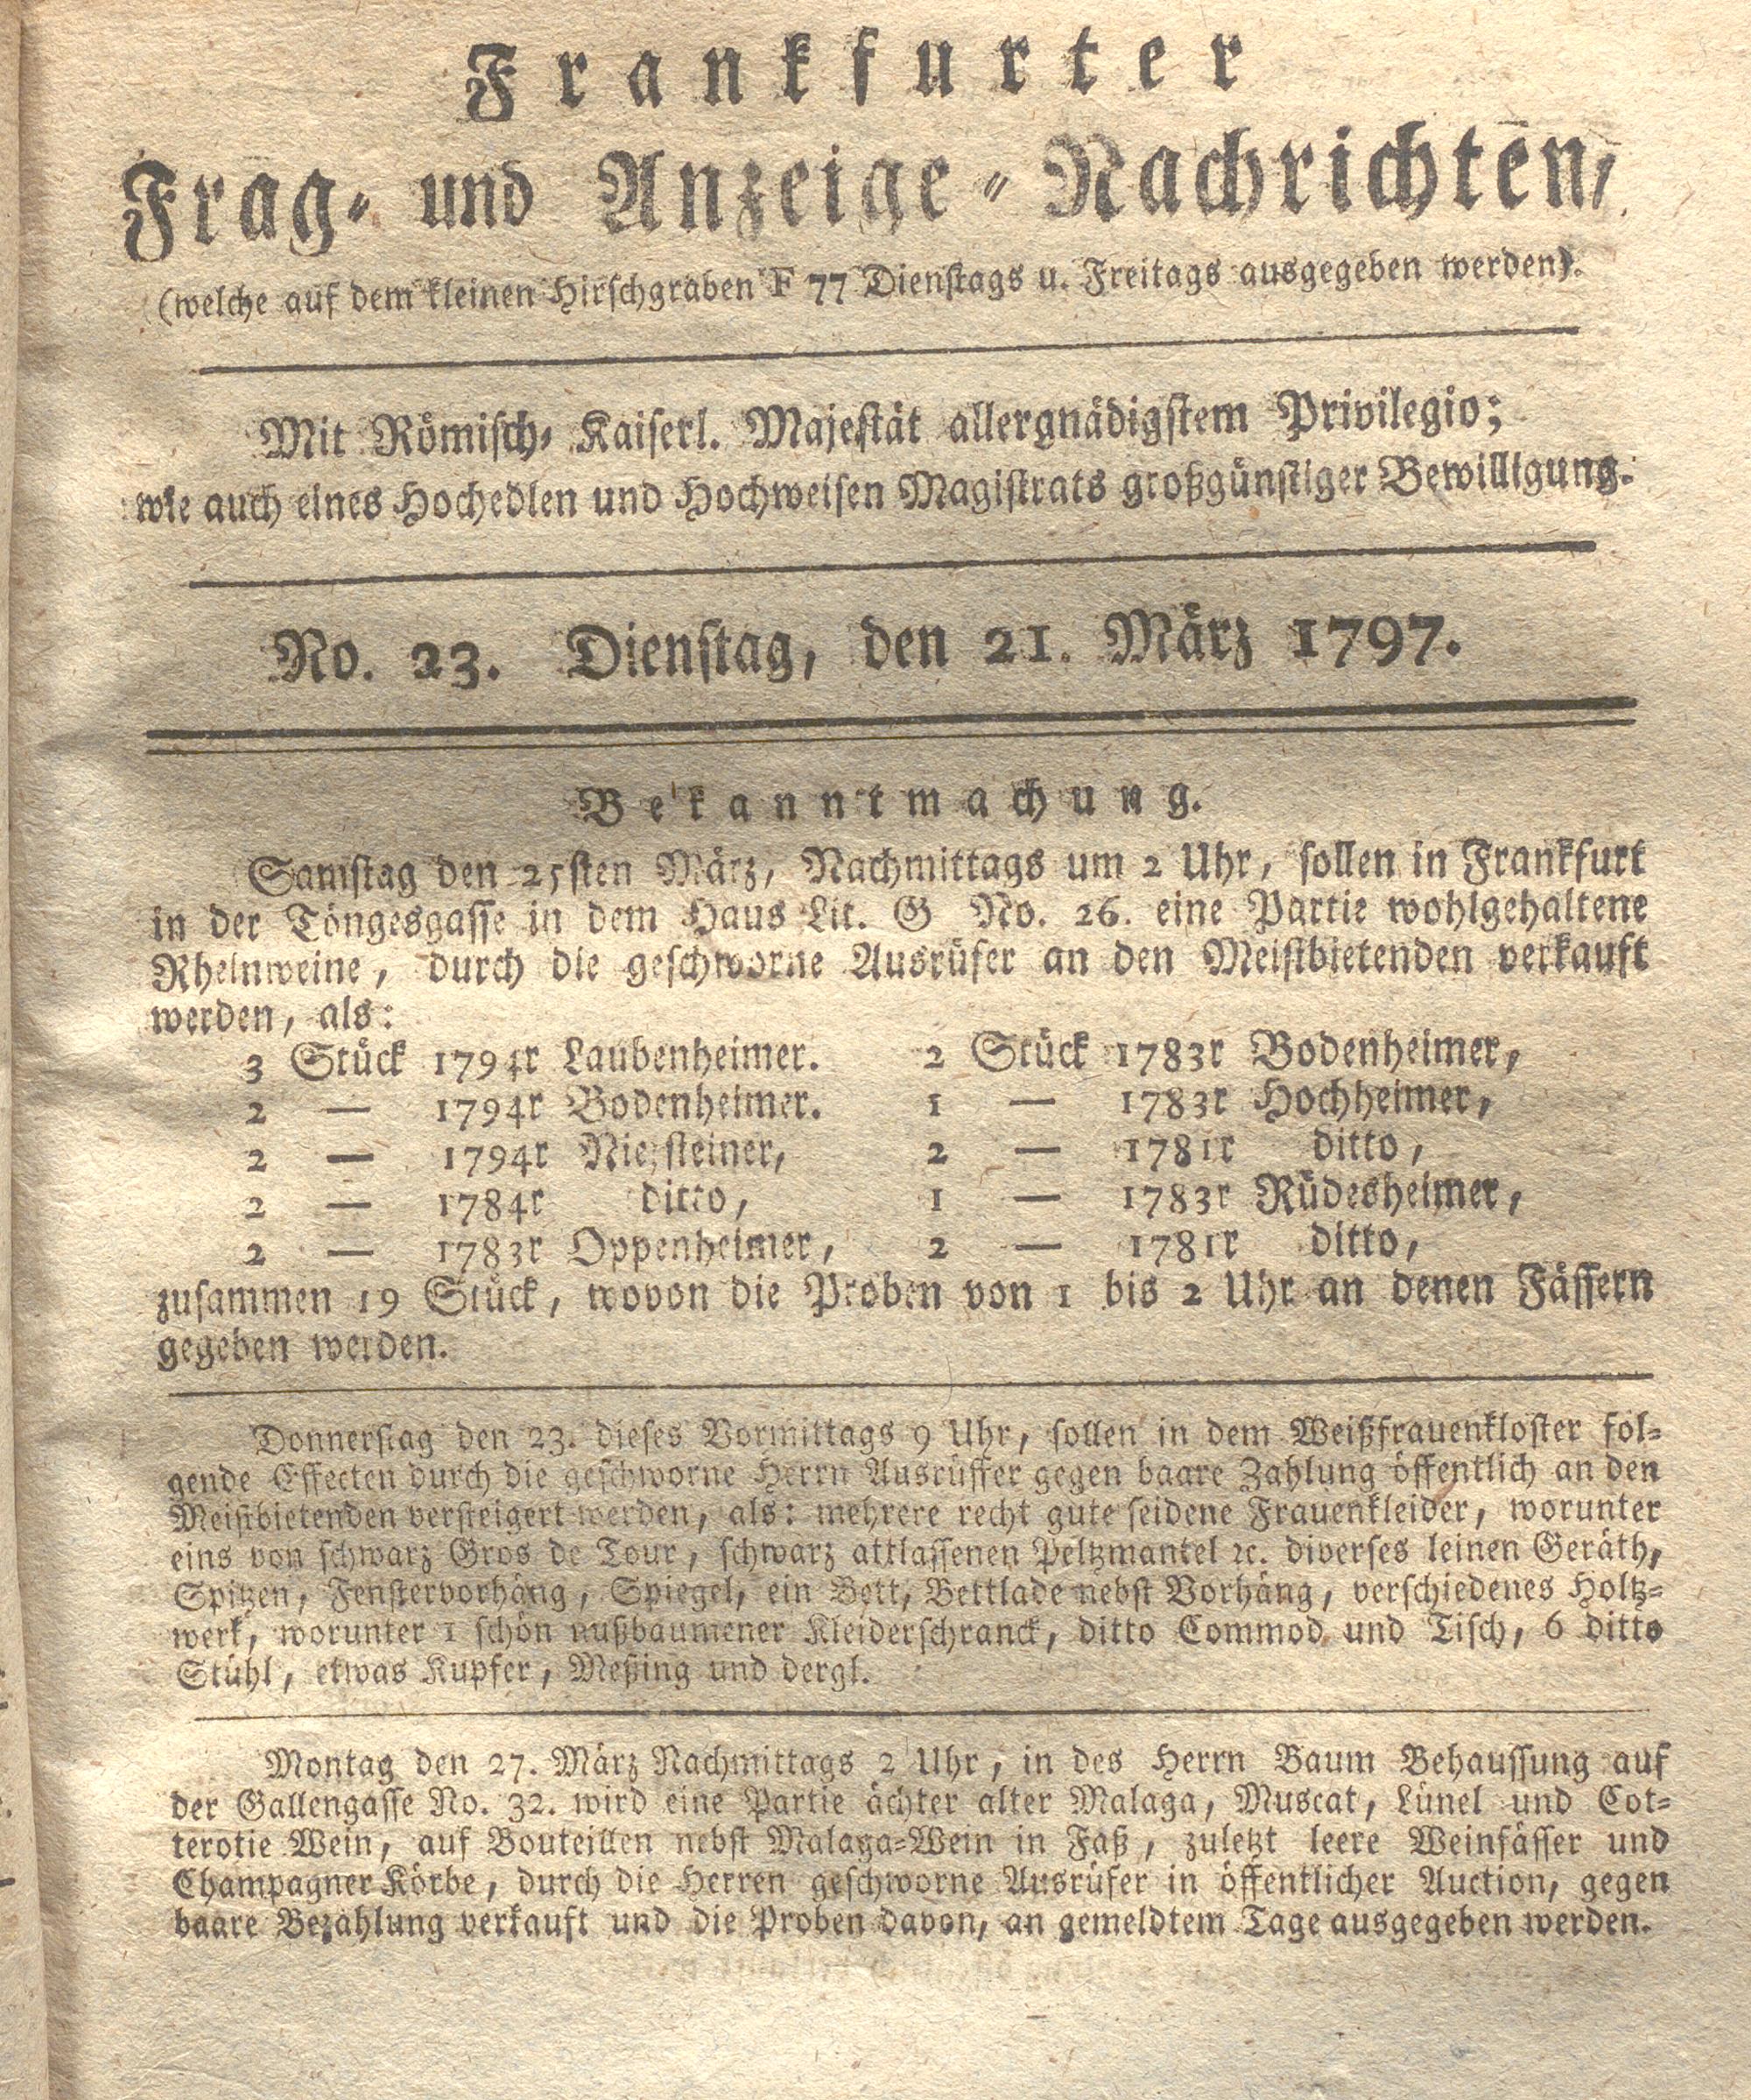 Frankfurter
Frag- und Anzeige-Nachrichten,
(welche auf dem kleinen Hirschgraben F 77 Dienstags u. Freitags ausgegeben werden).
Mit Römisch- Kaiserl. Majestät allergnädigstem Privilegio;
wie auch eines Hochedlen und Hochweisen Magistrats großgünstiger Bewilligung.
No. 23. Dienstag, den 21. März 1797.
Bekanntmachung.
Samstag den 25sten März, Nachmittags um 2 Uhr, sollen in Frankfurt
in der Töngesgasse in dem Haus Lit. G No. 26. eine Partie wohlgehaltene
Rheinweine, durch die geschworne Ausrüfer an den Meistbietenden verkauft
werden, als:
3 Stück 1794r Laubenheimer. 2 Stück 1783r Bodenheimer,
2 — 1794r Bodenheimer. 1 — 1783r Hochheimer,
2 — 1794r Niersteiner, 2 — 1781r ditto,
2 — 1784r ditto, 1 — 1783r Rüdesheimer,
2 — 1783r Oppenheimer, 2 — 1781r ditto,
zusammen 19 Stück, wovon die Proben von 1 bis 2 Uhr an denen Fässern
gegeben werden.
Donnerstag den 23. dieses Vormittags 9 Uhr, sollen in dem Weißfrauenkloster fol-
gende Effecten durch die geschworne Herrn Ausrüffer gegen baare Zahlung öffentlich an den
Meistbietenden versteigert werden, als: mehrere recht gute seidene Frauenkleider, worunter
eins von schwarz Gros de Tour, schwarz attlassenen Peltzmantel ꝛc. diverses leinen Geräth,
Spitzen, Fenstervorhäng, Spiegel, ein Bett, Bettlade nebst Vorhäng, verschiedenes Holtz-
werk, worunter 1 schön nußbaumener Kleiderschranck, ditto Commod und Tisch, 6 ditto
Stühl, etwas Kupfer, Meßing und dergl.
Montag den 27. März Nachmittags 2 Uhr, in des Herrn Baum Behaussung auf
der Gallengasse No. 32. wird eine Partie ächter alter Malaga, Muscat, Lünel und Cot-
terotie Wein, auf Bouteillen nebst Malaga-Wein in Faß, zuletzt leere Weinfässer und
Champagner Körbe, durch die Herren geschworne Ausrüfer in öffentlicher Auction, gegen
baare Bezahlung verkauft und die Proben davon, an gemeldtem Tage ausgegeben werden.